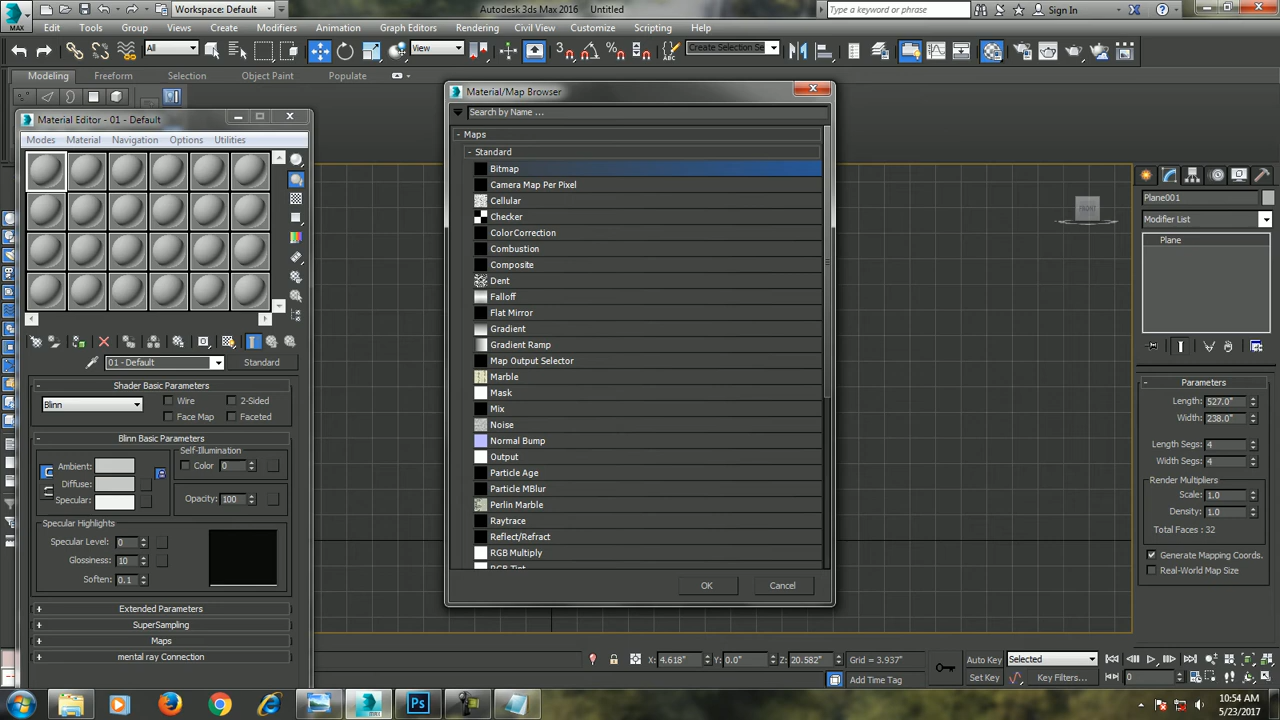 Workspace: Default
Autodesk 3ds Max 2016 Untitled
Type a keyword or phrase
Sign In
MAX
Edit Tools Group Views Create Modifiers Animation Graph Editors Rendering Civil View Customize Scripting Help
All
View
Create Selection Se
Modeling Freeform Selection Object Paint Populate
Material Editor - 01 - Default
Modes Material Navigation Options Utilities
01 - Default
Standard
- Shader Basic Parameters
Blinn
Wire
2-Sided
Face Map
Faceted
- Blinn Basic Parameters
Self-Illumination
Ambient:
Color 0
Diffuse:
Specular:
Opacity: 100
Specular Highlights
Specular Level: 0
Glossiness: 10
Soften: 0.1
+ Extended Parameters
+ SuperSampling
+ Maps
+ mental ray Connection
Material/Map Browser
Search by Name ...
- Maps
- Standard
Bitmap
Camera Map Per Pixel
Cellular
Checker
ColorCorrection
Combustion
Composite
Dent
Falloff
Flat Mirror
Gradient
Gradient Ramp
Map Output Selector
Marble
Mask
Mix
Noise
Normal Bump
Output
Particle Age
Particle MBlur
Perlin Marble
Raytrace
Reflect/Refract
RGB Multiply
RGB Tint
OK
Cancel
FRONT
Plane001
Modifier List
Plane
- Parameters
Length: 527.0"
Width: 238.0"
Length Segs: 4
Width Segs: 4
Render Multipliers
Scale: 1.0
Density: 1.0
Total Faces : 32
Generate Mapping Coords.
Real-World Map Size
X: 4.618" Y: 0.0" Z: 20.582" Grid = 3.937"
Add Time Tag
Auto Key Selected
Set Key Key Filters...
0
Ps
10:54 AM
5/23/2017